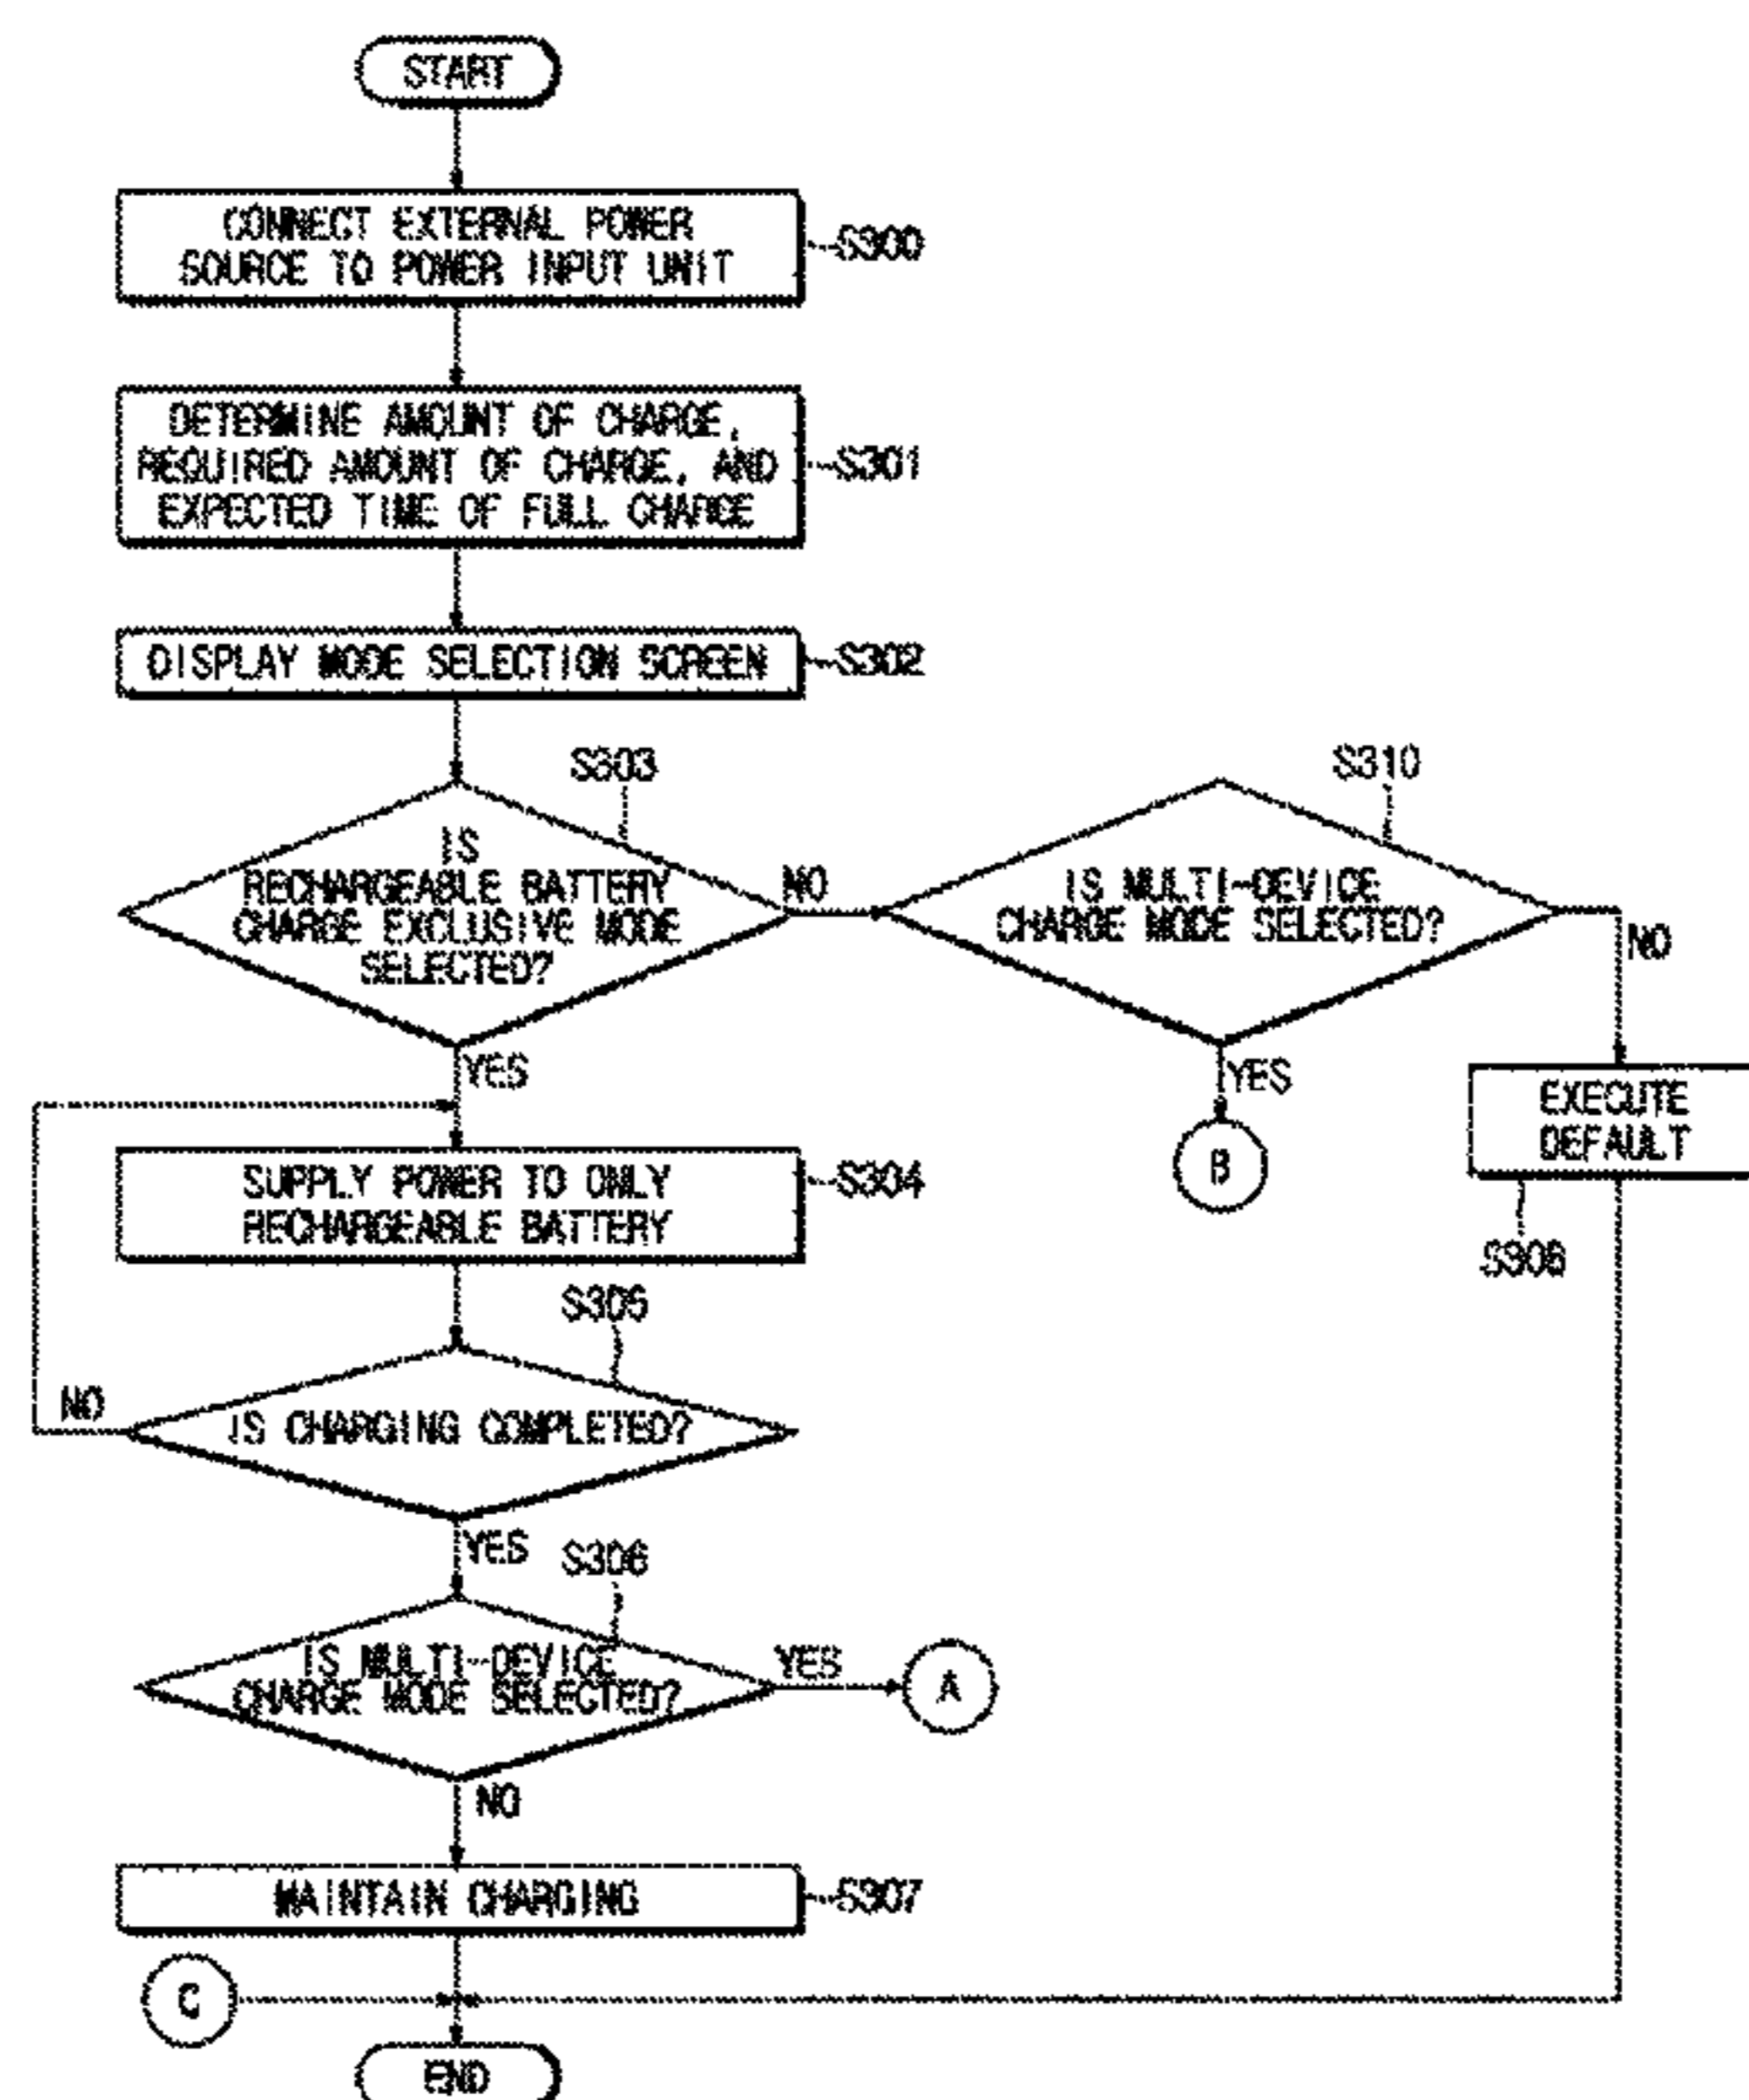 START
CONNECT EXTERNAL POWER
SOURCE TO POWER INPUT UNIT
S300
DETERMINE AMOUNT OF CHARGE,
REQUIRED AMOUNT OF CHARGE, AND
EXPECTED TIME OF FULL CHARGE
S301
DISPLAY MODE SELECTION SCREEN
S302
S303
IS
RECHARGEABLE BATTERY
CHARGE EXCLUSIVE MODE
SELECTED?
NO
S310
IS MULTI-DEVICE
CHARGE MODE SELECTED?
NO
YES
YES
B
EXECUTE
DEFAULT
SUPPLY POWER TO ONLY
RECHARGEABLE BATTERY
S304
S305
NO
IS CHARGING COMPLETED?
YES
S306
IS MULTI-DEVICE
CHARGE MODE SELECTED?
YES
A
NO
MAINTAIN CHARGING
S307
C
END